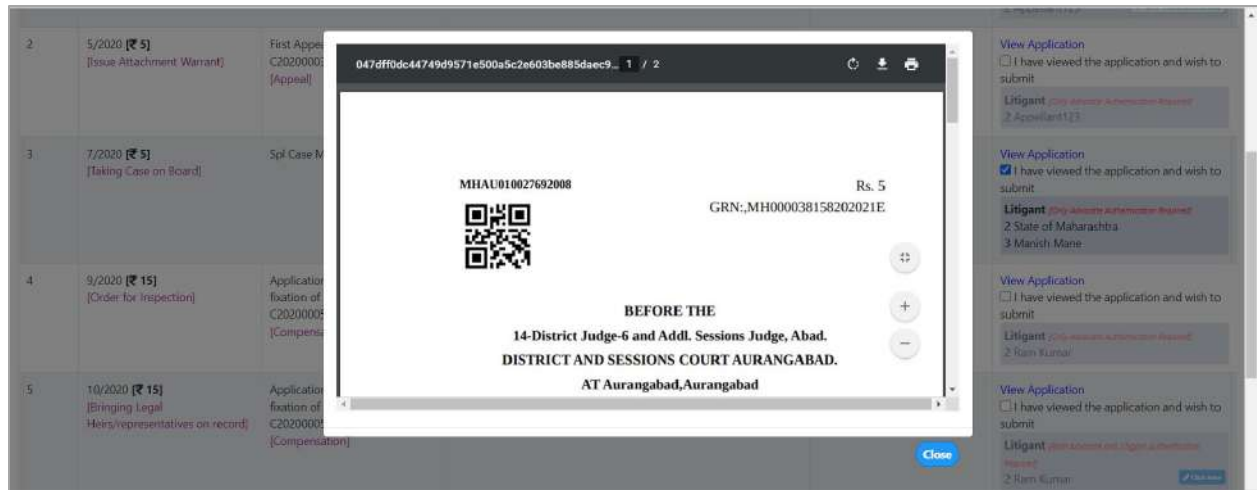 2
5/2020 [₹ 5]
[Issue Attachment Warrant]
First Appe
C2020000
[Appeal]
View Application
I have viewed the application and wish to
submit
Litigant
2 Appellant123
3
7/2020 [₹ 5]
[Taking Case on Board]
Spl Case M
View Application
I have viewed the application and wish to
submit
Litigant
2 State of Maharashtra
3 Manish Mane
4
9/2020 [₹ 15]
[Order for Inspection]
Application
fixation of
C2020000
[Compensa
View Application
I have viewed the application and wish to
submit
Litigant
2 Ram Kumar
5
10/2020 [₹ 15]
[Bringing Legal
Heirs/representatives on record]
Application
fixation of
C2020000
[Compensation]
View Application
I have viewed the application and wish to
submit
Litigant
2 Ram Kumar
047dff0dc44749d9571e500a5c2e603be885daec9... 1 / 2
MHAU010027692008
Rs. 5
GRN:,MH000038158202021E
BEFORE THE
14-District Judge-6 and Addl. Sessions Judge, Abad.
DISTRICT AND SESSIONS COURT AURANGABAD.
AT Aurangabad,Aurangabad
Close